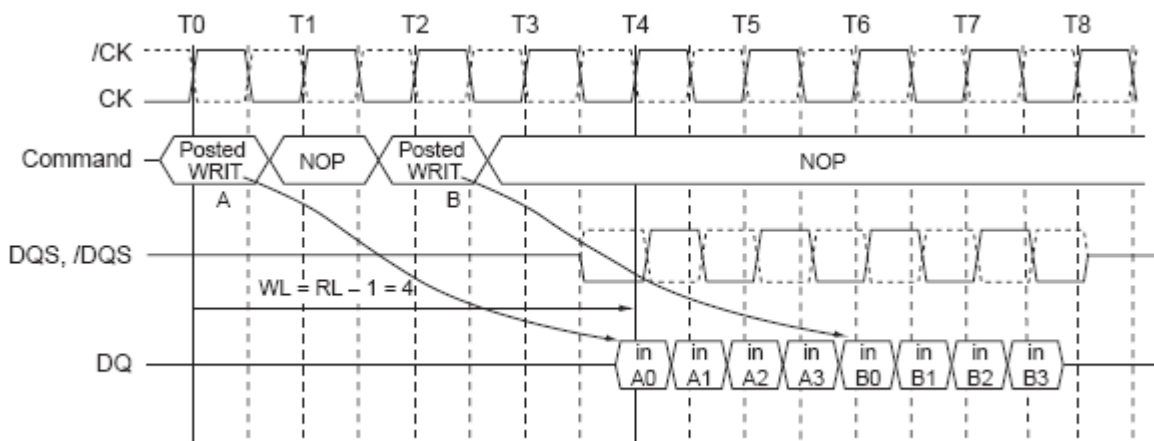 T0 T1 T2 T3 T4 T5 T6 T7 T8
/CK
CK
Command
Posted
WRIT
NOP
Posted
WRIT
NOP
A
B
DQS, /DQS
WL = RL – 1 = 4
DQ
in in in in in in in in
A0 A1 A2 A3 B0 B1 B2 B3